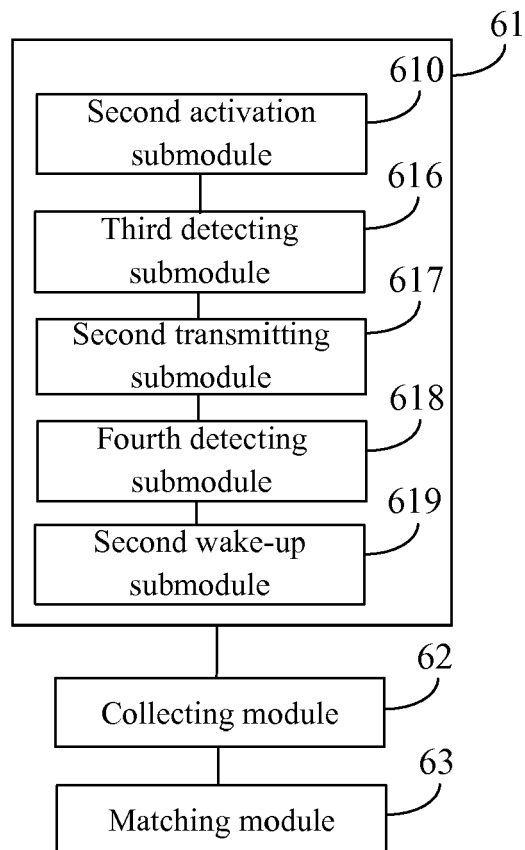 61
610
Second activation
submodule
616
Third detecting
submodule
617
Second transmitting
submodule
618
Fourth detecting
submodule
619
Second wake-up
submodule
62
Collecting module
63
Matching module